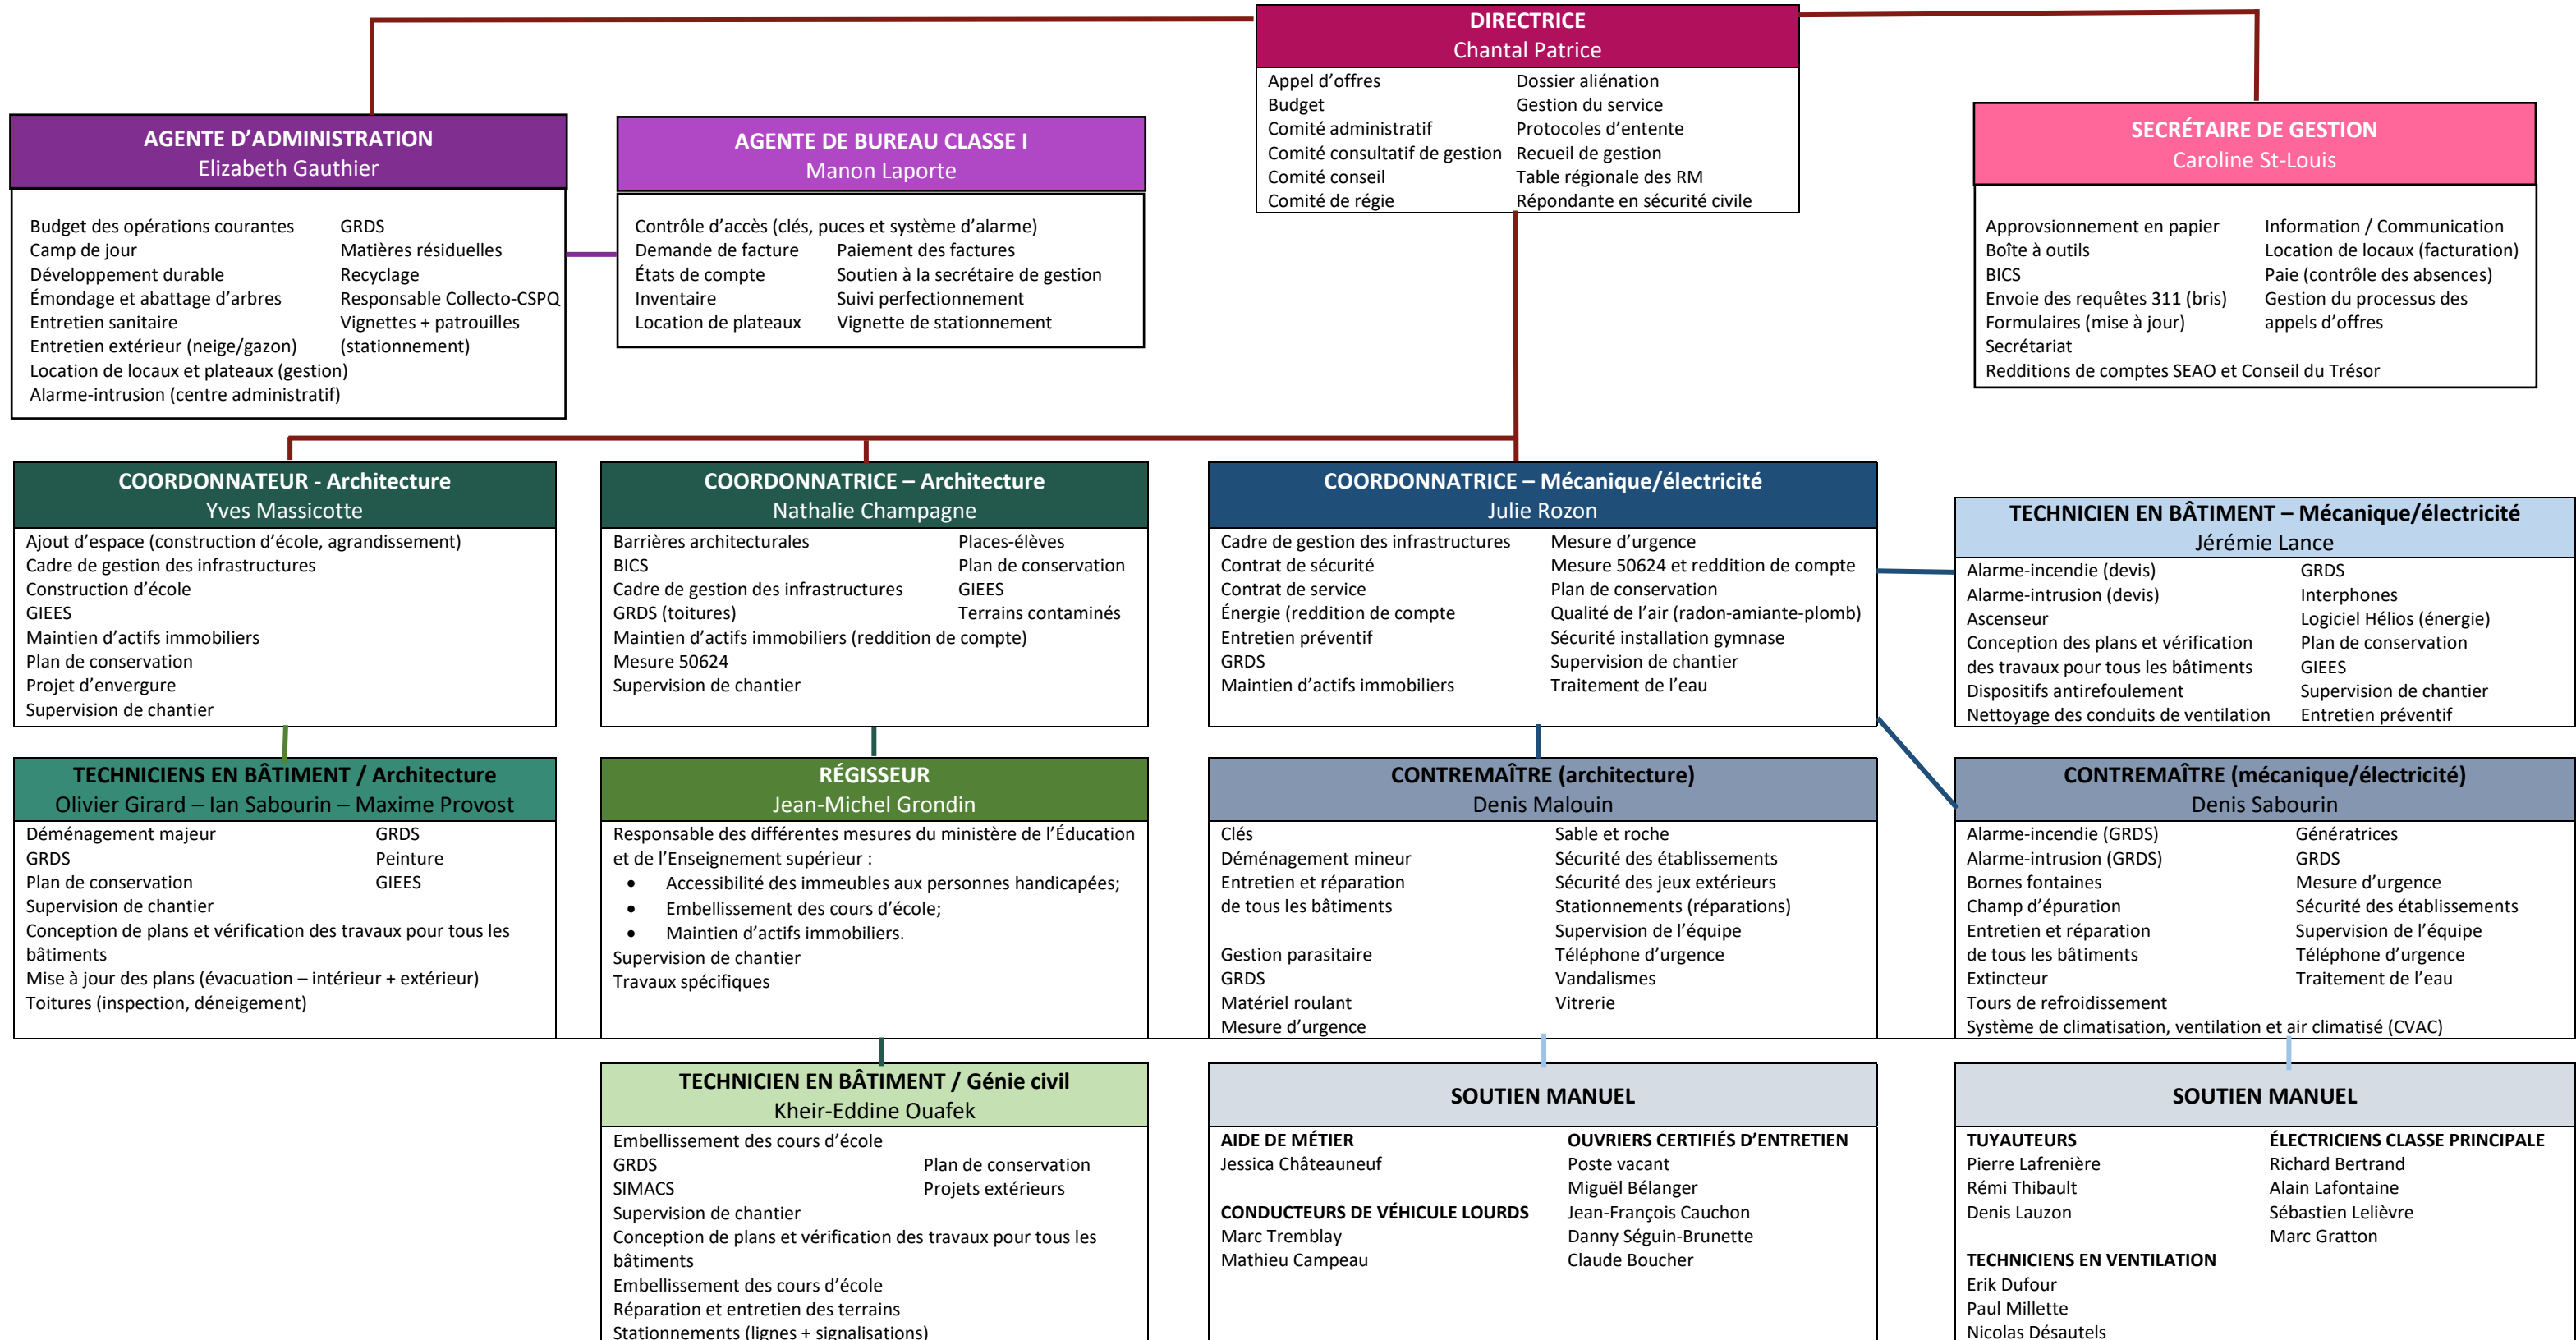 DIRECTRICE
Chantal Patrice
Appel d'offres
Budget
Comité administratif
Comité consultatif de gestion
Comité conseil
Comité de régie
Dossier aliénation
Gestion du service
Protocoles d'entente
Recueil de gestion
Table régionale des RM
Répondante en sécurité civile
AGENTE D'ADMINISTRATION
Elizabeth Gauthier
Budget des opérations courantes
Camp de jour
Développement durable
Émondage et abattage d'arbres
Entretien sanitaire
Entretien extérieur (neige/gazon)
Location de locaux et plateaux (gestion)
Alarme-intrusion (centre administratif)
GRDS
Matières résiduelles
Recyclage
Responsable Collecto-CSPQ
Vignettes + patrouilles
(stationnement)
AGENTE DE BUREAU CLASSE I
Manon Laporte
Contrôle d'accès (clés, puces et système d'alarme)
Demande de facture
États de compte
Inventaire
Location de plateaux
Paiement des factures
Soutien à la secrétaire de gestion
Suivi perfectionnement
Vignette de stationnement
SECRÉTAIRE DE GESTION
Caroline St-Louis
Approvsionnement en papier
Boîte à outils
BICS
Envoie des requêtes 311 (bris)
Formulaires (mise à jour)
Secrétariat
Redditions de comptes SEAO et Conseil du Trésor
Information / Communication
Location de locaux (facturation)
Paie (contrôle des absences)
Gestion du processus des
appels d'offres
COORDONNATEUR - Architecture
Yves Massicotte
Ajout d'espace (construction d'école, agrandissement)
Cadre de gestion des infrastructures
Construction d'école
GIEES
Maintien d'actifs immobiliers
Plan de conservation
Projet d'envergure
Supervision de chantier
COORDONNATRICE – Architecture
Nathalie Champagne
Barrières architecturales
BICS
Cadre de gestion des infrastructures
GRDS (toitures)
Maintien d'actifs immobiliers (reddition de compte)
Mesure 50624
Supervision de chantier
Places-élèves
Plan de conservation
GIEES
Terrains contaminés
COORDONNATRICE – Mécanique/électricité
Julie Rozon
Cadre de gestion des infrastructures
Contrat de sécurité
Contrat de service
Énergie (reddition de compte
Entretien préventif
GRDS
Maintien d'actifs immobiliers
Mesure d'urgence
Mesure 50624 et reddition de compte
Plan de conservation
Qualité de l'air (radon-amiante-plomb)
Sécurité installation gymnase
Supervision de chantier
Traitement de l'eau
TECHNICIEN EN BÂTIMENT – Mécanique/électricité
Jérémie Lance
Alarme-incendie (devis)
Alarme-intrusion (devis)
Ascenseur
Conception des plans et vérification
des travaux pour tous les bâtiments
Dispositifs antirefoulement
Nettoyage des conduits de ventilation
GRDS
Interphones
Logiciel Hélios (énergie)
Plan de conservation
GIEES
Supervision de chantier
Entretien préventif
TECHNICIENS EN BÂTIMENT / Architecture
Olivier Girard – Ian Sabourin – Maxime Provost
Déménagement majeur
GRDS
Plan de conservation
Supervision de chantier
Conception de plans et vérification des travaux pour tous les
bâtiments
Mise à jour des plans (évacuation – intérieur + extérieur)
Toitures (inspection, déneigement)
GRDS
Peinture
GIEES
RÉGISSEUR
Jean-Michel Grondin
Responsable des différentes mesures du ministère de l'Éducation
et de l'Enseignement supérieur :
• Accessibilité des immeubles aux personnes handicapées;
• Embellissement des cours d'école;
• Maintien d'actifs immobiliers.
Supervision de chantier
Travaux spécifiques
CONTREMAÎTRE (architecture)
Denis Malouin
Clés
Déménagement mineur
Entretien et réparation
de tous les bâtiments
Gestion parasitaire
GRDS
Matériel roulant
Mesure d'urgence
Sable et roche
Sécurité des établissements
Sécurité des jeux extérieurs
Stationnements (réparations)
Supervision de l'équipe
Téléphone d'urgence
Vandalismes
Vitrerie
CONTREMAÎTRE (mécanique/électricité)
Denis Sabourin
Alarme-incendie (GRDS)
Alarme-intrusion (GRDS)
Bornes fontaines
Champ d'épuration
Entretien et réparation
de tous les bâtiments
Extincteur
Tours de refroidissement
Système de climatisation, ventilation et air climatisé (CVAC)
Génératrices
GRDS
Mesure d'urgence
Sécurité des établissements
Supervision de l'équipe
Téléphone d'urgence
Traitement de l'eau
TECHNICIEN EN BÂTIMENT / Génie civil
Kheir-Eddine Ouafek
Embellissement des cours d'école
GRDS
SIMACS
Supervision de chantier
Conception de plans et vérification des travaux pour tous les
bâtiments
Embellissement des cours d'école
Réparation et entretien des terrains
Stationnements (lignes + signalisations)
Plan de conservation
Projets extérieurs
SOUTIEN MANUEL
AIDE DE MÉTIER
Jessica Châteauneuf
CONDUCTEURS DE VÉHICULE LOURDS
Marc Tremblay
Mathieu Campeau
OUVRIERS CERTIFIÉS D'ENTRETIEN
Poste vacant
Miguël Bélanger
Jean-François Cauchon
Danny Séguin-Brunette
Claude Boucher
SOUTIEN MANUEL
TUYAUTEURS
Pierre Lafrenière
Rémi Thibault
Denis Lauzon
TECHNICIENS EN VENTILATION
Erik Dufour
Paul Millette
Nicolas Désautels
ÉLECTRICIENS CLASSE PRINCIPALE
Richard Bertrand
Alain Lafontaine
Sébastien Lelièvre
Marc Gratton